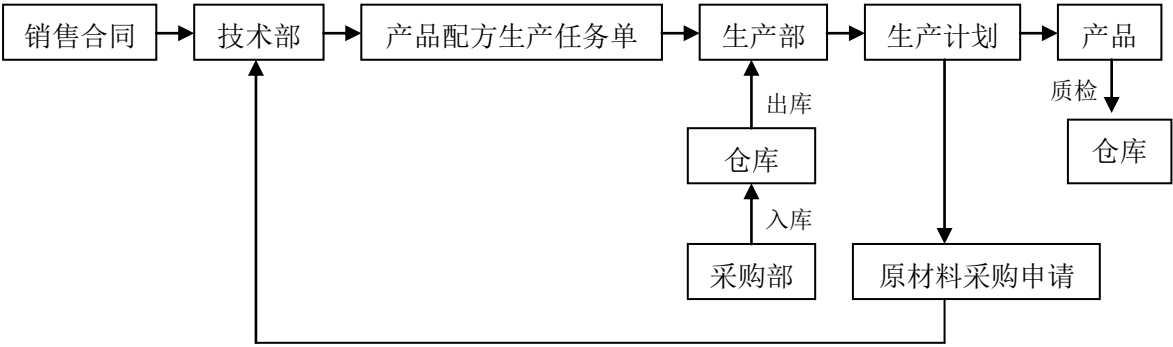 销售合同
技术部
产品配方生产任务单
生产部
生产计划
产品
质检
出库
仓库
仓库
入库
采购部
原材料采购申请